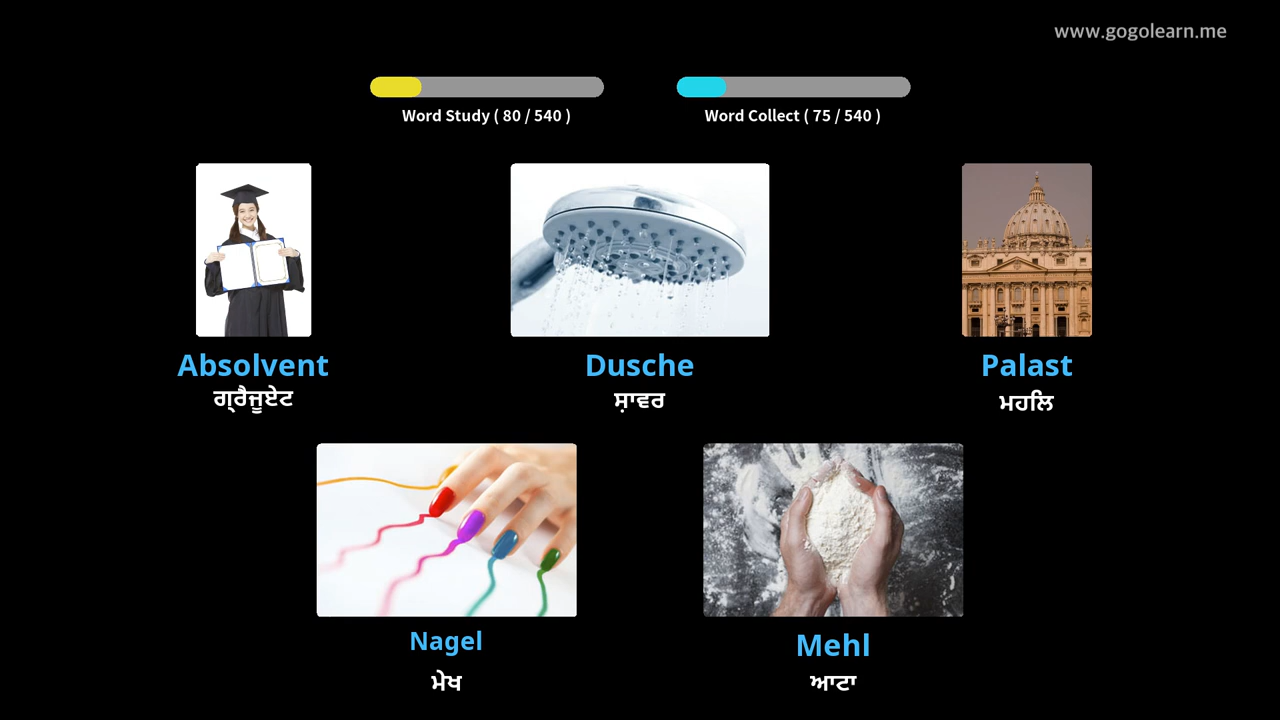 www.gogolearn.me
Word Study ( 80 / 540 )
Word Collect ( 75 / 540 )
Absolvent
ਗ੍ਰੈਜੂਏਟ
Dusche
ਸ਼ਾਵਰ
Palast
ਮਹਲਿ
Nagel
ਮੇਖ
Mehl
ਆਟਾ